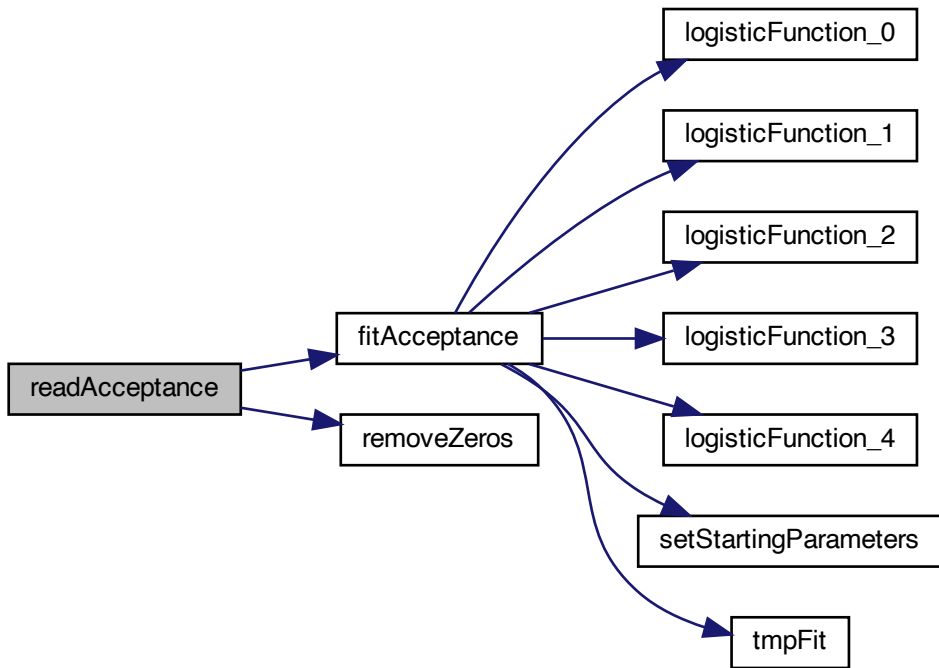 logisticFunction_0
logisticFunction_1
logisticFunction_2
fitAcceptance
logisticFunction_3
readAcceptance
removeZeros
logisticFunction_4
setStartingParameters
tmpFit